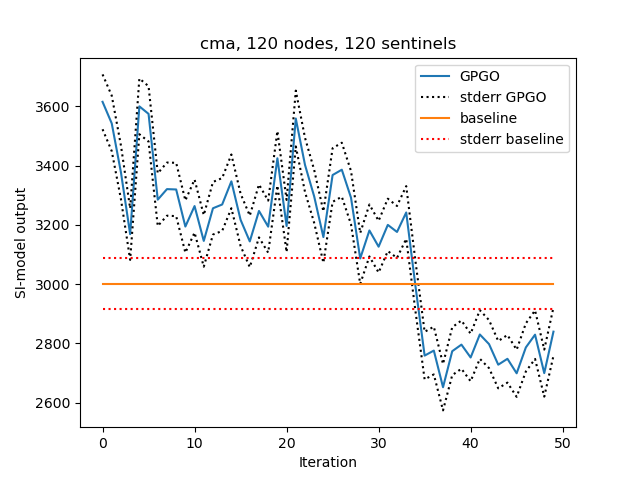 cma, 120 nodes, 120 sentinels
GPGO
stderr GPGO
baseline
stderr baseline
SI-model output
3600
3400
3200
3000
2800
2600
0 10 20 30 40 50
Iteration